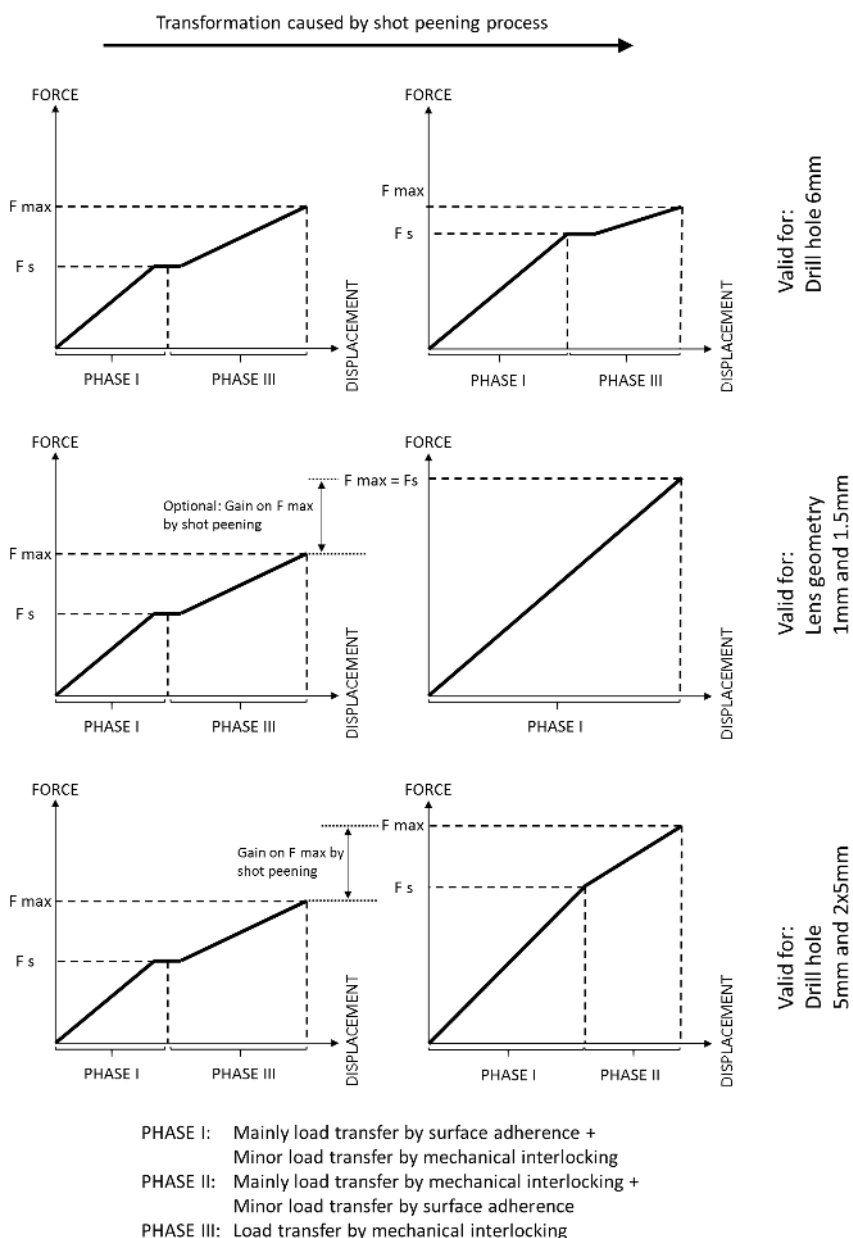 Transformation caused by shot peening process
FORCE
F max
F s
PHASE I
PHASE III
DISPLACEMENT
FORCE
F max
F s
PHASE I
PHASE III
DISPLACEMENT
Valid for:
Drill hole 6mm
FORCE
Optional: Gain on F max
by shot peening
F max
F s
PHASE I
PHASE III
DISPLACEMENT
FORCE
F max = Fs
PHASE I
DISPLACEMENT
Valid for:
Lens geometry
1mm and 1.5mm
FORCE
Gain on F max by
shot peening
F max
F s
PHASE I
PHASE III
DISPLACEMENT
FORCE
F max
F s
PHASE I
PHASE II
DISPLACEMENT
Valid for:
Drill hole
5mm and 2x5mm
PHASE I: Mainly load transfer by surface adherence +
Minor load transfer by mechanical interlocking
PHASE II: Mainly load transfer by mechanical interlocking +
Minor load transfer by surface adherence
PHASE III: Load transfer by mechanical interlocking